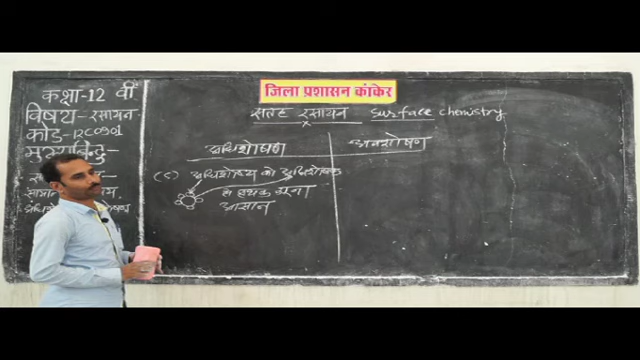 जिला प्रशासन कांकेर
कक्षा-12 वीं
विषय- रसायन
कोड-12C0901
मुख्यबिन्दु-
सतह रसायन Surface chemistry
अधिशोषण
अवशोषण
अधिशोष्य को अधिशोषक
से पृथक करना
आसान